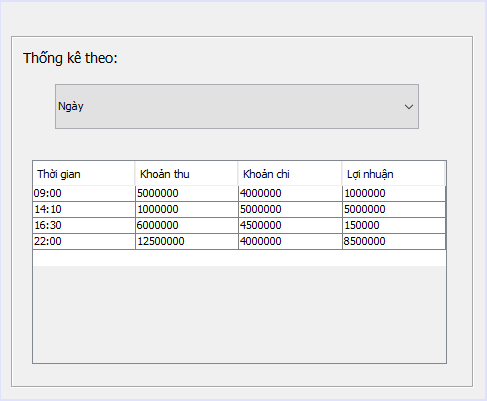 Thống kê theo:
Ngày
Thời gian Khoản thu Khoản chi Lợi nhuận
09:00 5000000 4000000 1000000
14:10 1000000 5000000 5000000
16:30 6000000 4500000 150000
22:00 12500000 4000000 8500000